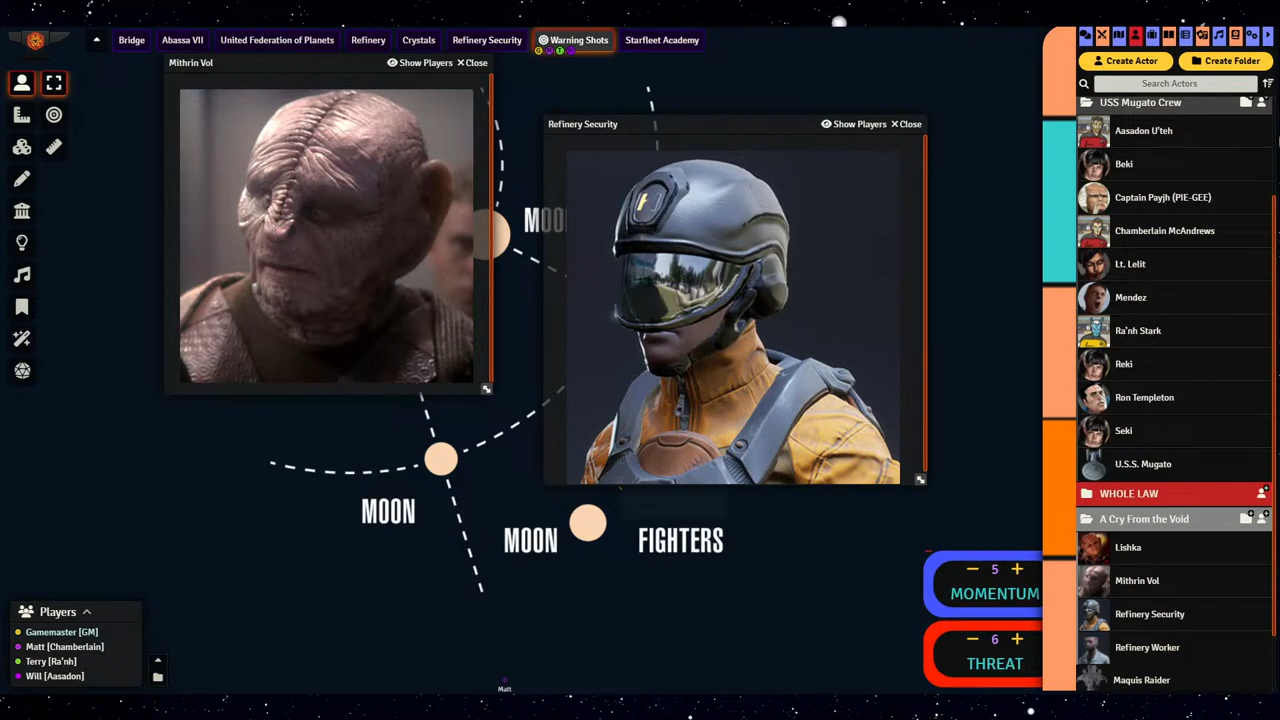 Bridge
Abassa VII
United Federation of Planets
Refinery
Crystals
Refinery Security
Warning Shots
G M T M
Starfleet Academy
Mithrin Vol
Show Players
Close
Refinery Security
Show Players
Close
MOON
MOON
MOON
FIGHTERS
Players
Gamemaster [GM]
Matt [Chamberlain]
Terry [Ra'nh]
Will [Aasadon]
Matt
5
MOMENTUM
6
THREAT
Create Actor
Create Folder
Search Actors
USS Mugato Crew
Aasadon U'teh
Beki
Captain Payjh (PIE-GEE)
Chamberlain McAndrews
Lt. Lelit
Mendez
Ra'nh Stark
Reki
Ron Templeton
Seki
U.S.S. Mugato
WHOLE LAW
A Cry From the Void
Lishka
Mithrin Vol
Refinery Security
Refinery Worker
Maquis Raider